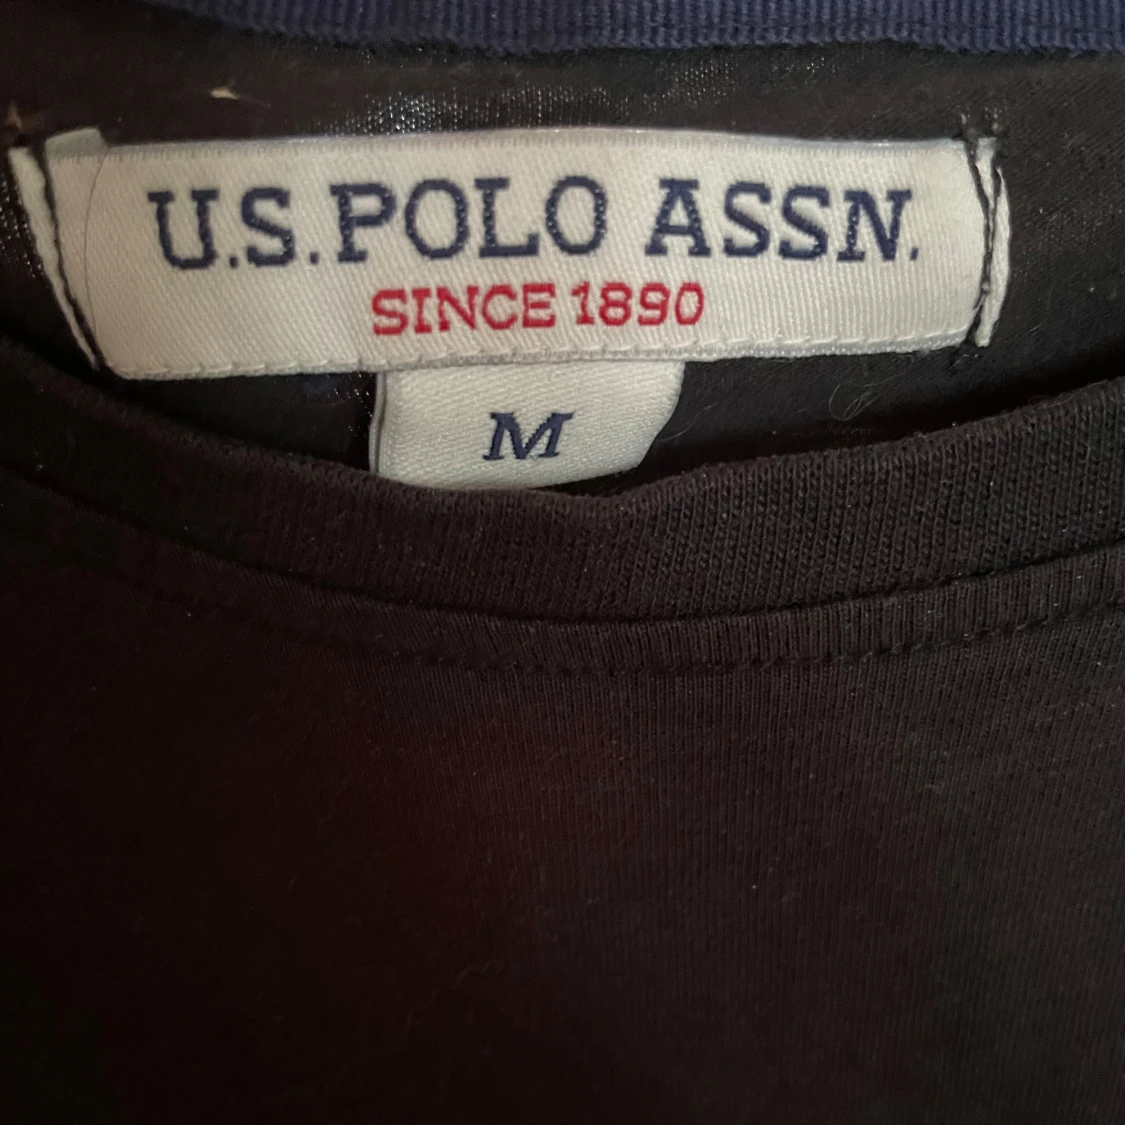 U.S. POLO ASSN.
SINCE 1890
M